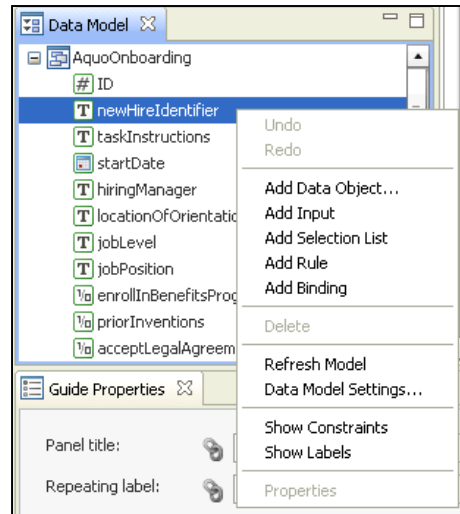 Data Model
AquoOnboarding
# ID
T newHireIdentifier
T taskInstructions
startDate
T hiringManager
T locationOfOrientatio
T jobLevel
T jobPosition
enrollInBenefitsProg
priorInventions
acceptLegalAgreem
Undo
Redo
Add Data Object...
Add Input
Add Selection List
Add Rule
Add Binding
Delete
Refresh Model
Data Model Settings...
Show Constraints
Show Labels
Properties
Guide Properties
Panel title:
Repeating label: